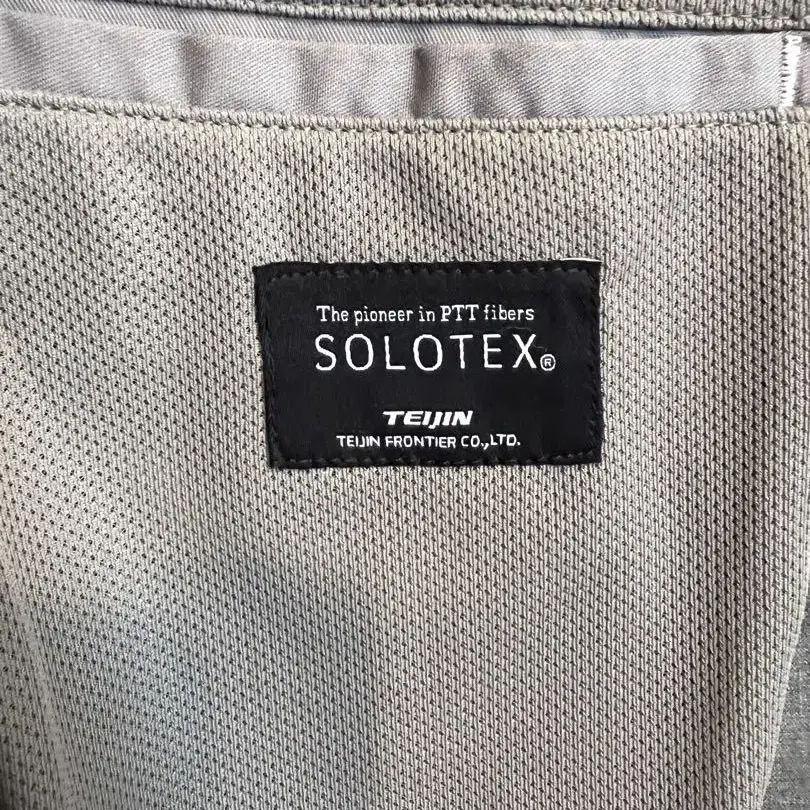 The pioneer in PTT fibers
SOLOTEX®
TEIJIN
TEIJIN FRONTIER CO.,LTD.